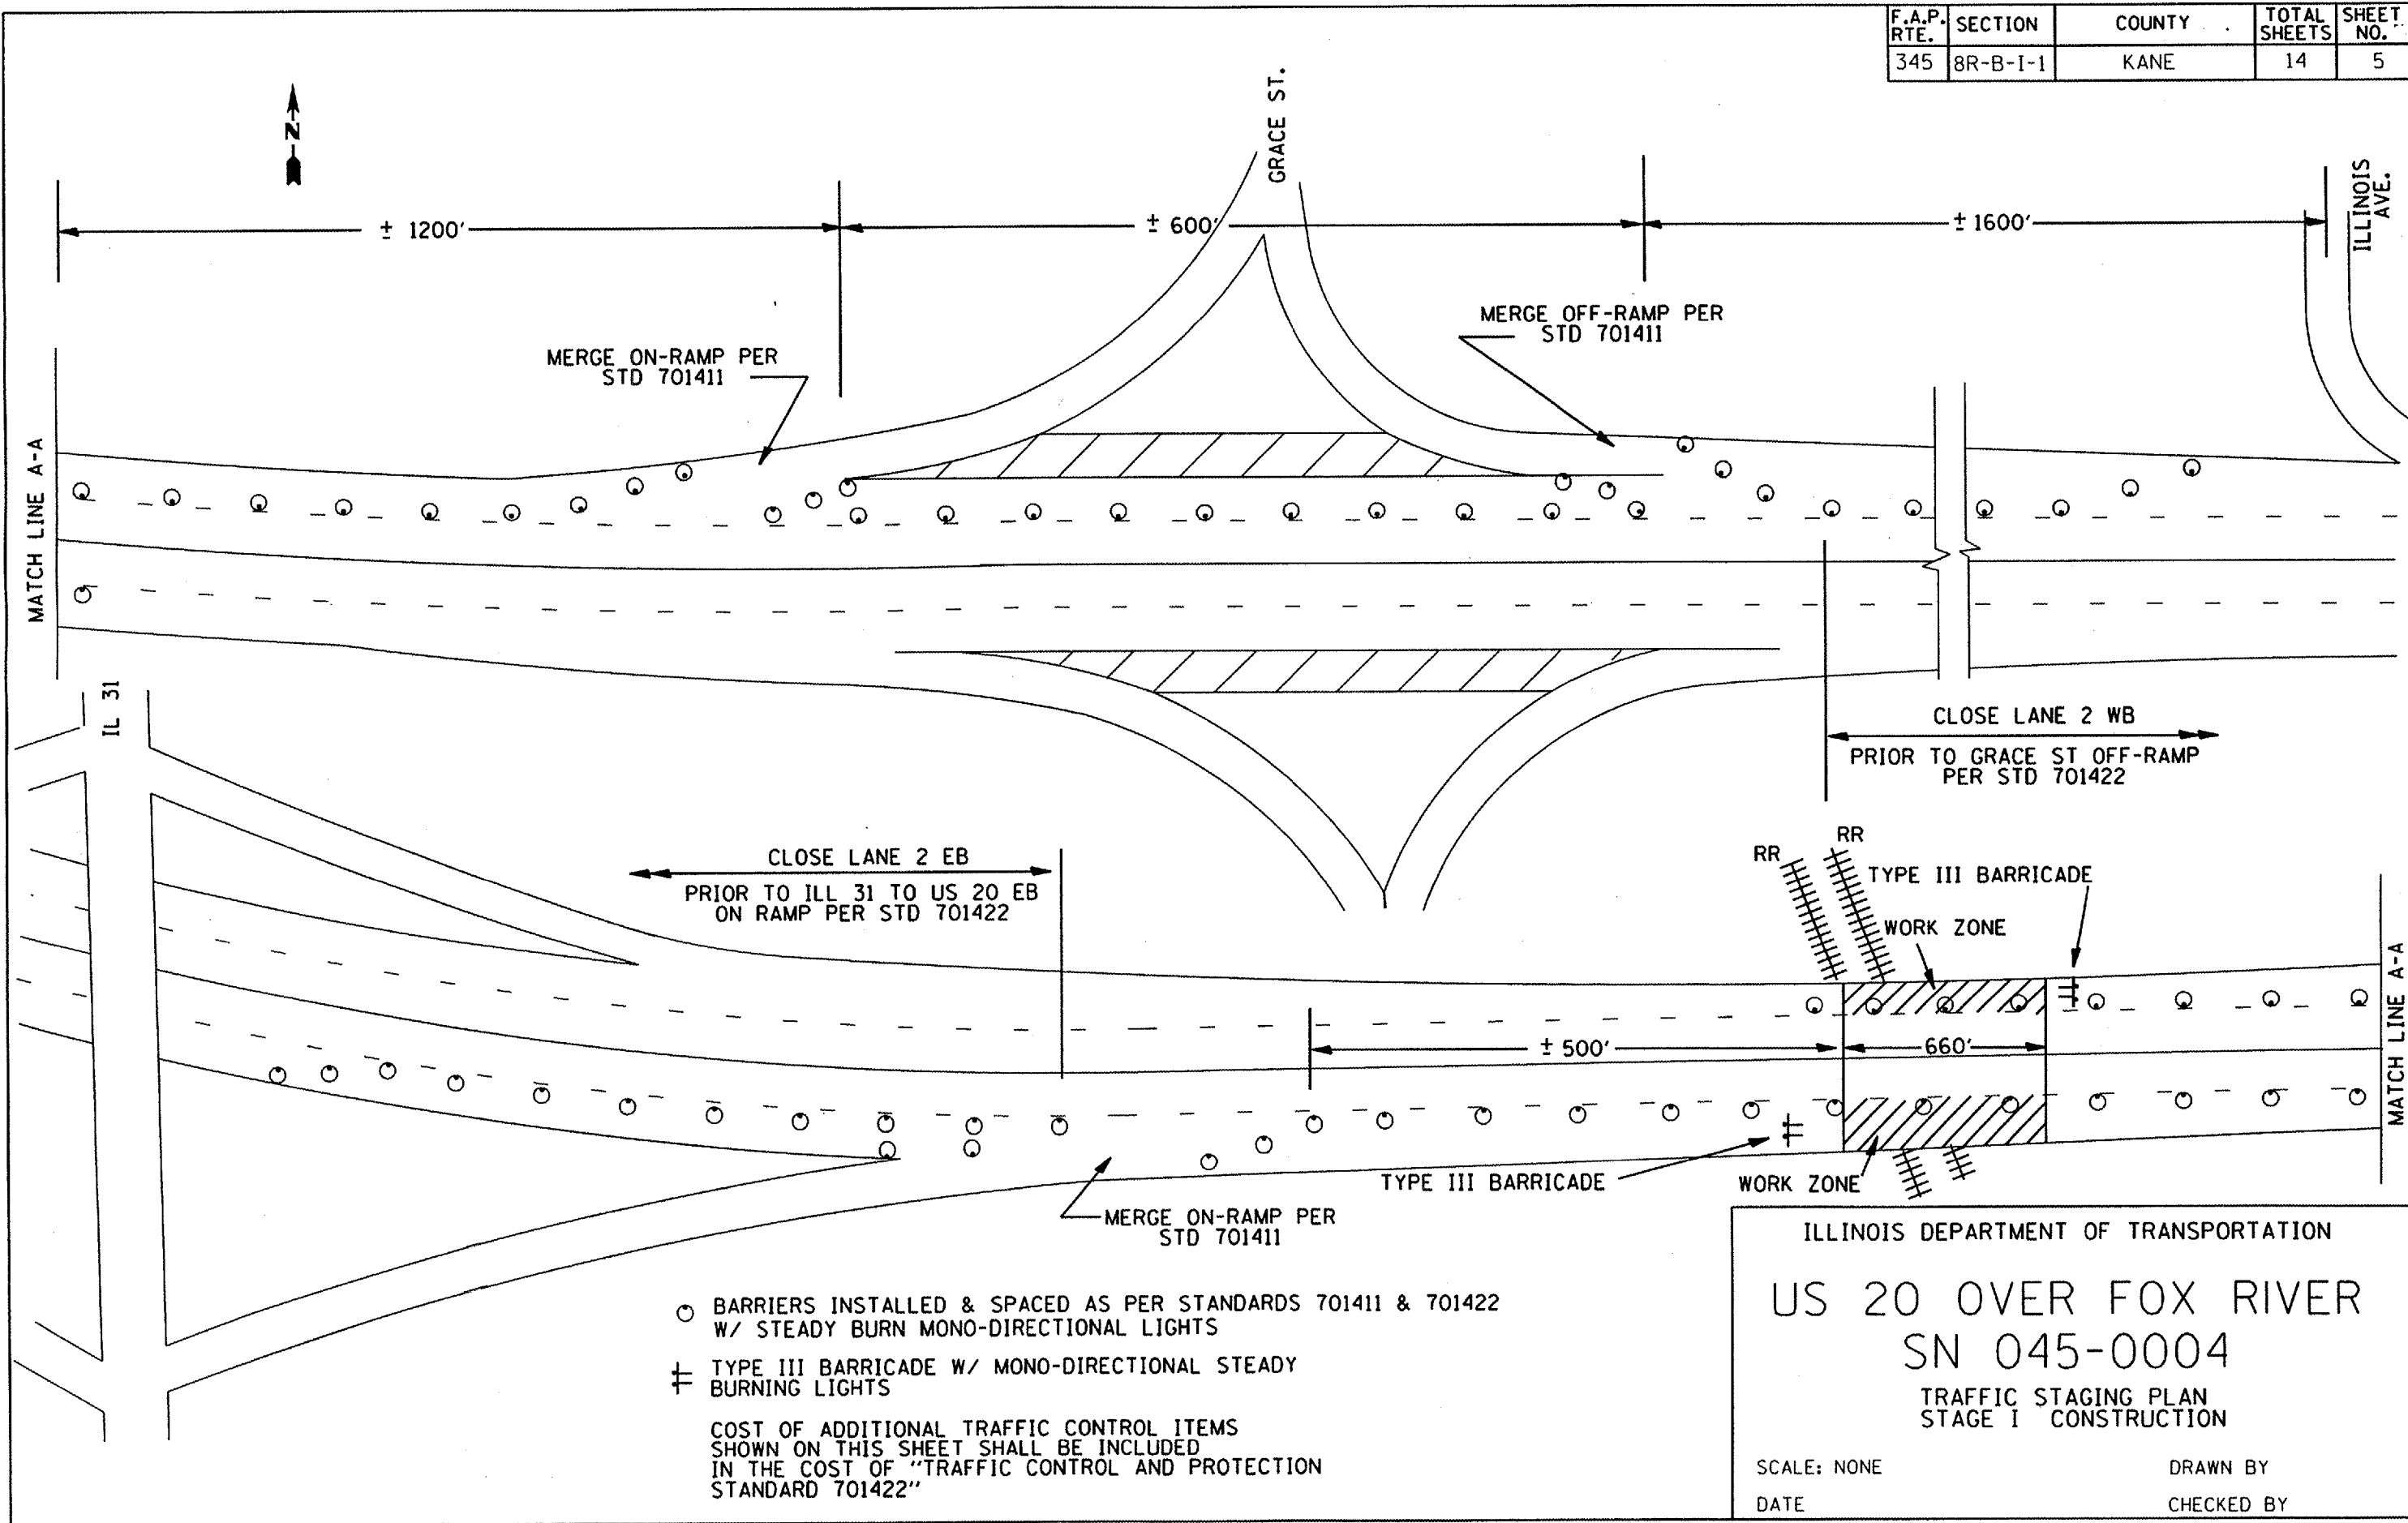 F.A.P. RTE. SECTION COUNTY TOTAL SHEETS SHEET NO.
345 8R-B-I-1 KANE 14 5
N
GRACE ST.
ILLINOIS AVE.
± 1200'
± 600'
± 1600'
MERGE ON-RAMP PER
STD 701411
MERGE OFF-RAMP PER
STD 701411
MATCH LINE A-A
IL 31
CLOSE LANE 2 WB
PRIOR TO GRACE ST OFF-RAMP
PER STD 701422
CLOSE LANE 2 EB
PRIOR TO ILL 31 TO US 20 EB
ON RAMP PER STD 701422
RR
RR
TYPE III BARRICADE
WORK ZONE
± 500'
660'
MATCH LINE A-A
TYPE III BARRICADE
WORK ZONE
MERGE ON-RAMP PER
STD 701411
BARRIERS INSTALLED & SPACED AS PER STANDARDS 701411 & 701422
W/ STEADY BURN MONO-DIRECTIONAL LIGHTS
TYPE III BARRICADE W/ MONO-DIRECTIONAL STEADY
BURNING LIGHTS
COST OF ADDITIONAL TRAFFIC CONTROL ITEMS
SHOWN ON THIS SHEET SHALL BE INCLUDED
IN THE COST OF "TRAFFIC CONTROL AND PROTECTION
STANDARD 701422"
ILLINOIS DEPARTMENT OF TRANSPORTATION
US 20 OVER FOX RIVER
SN 045-0004
TRAFFIC STAGING PLAN
STAGE I CONSTRUCTION
SCALE: NONE
DRAWN BY
DATE
CHECKED BY